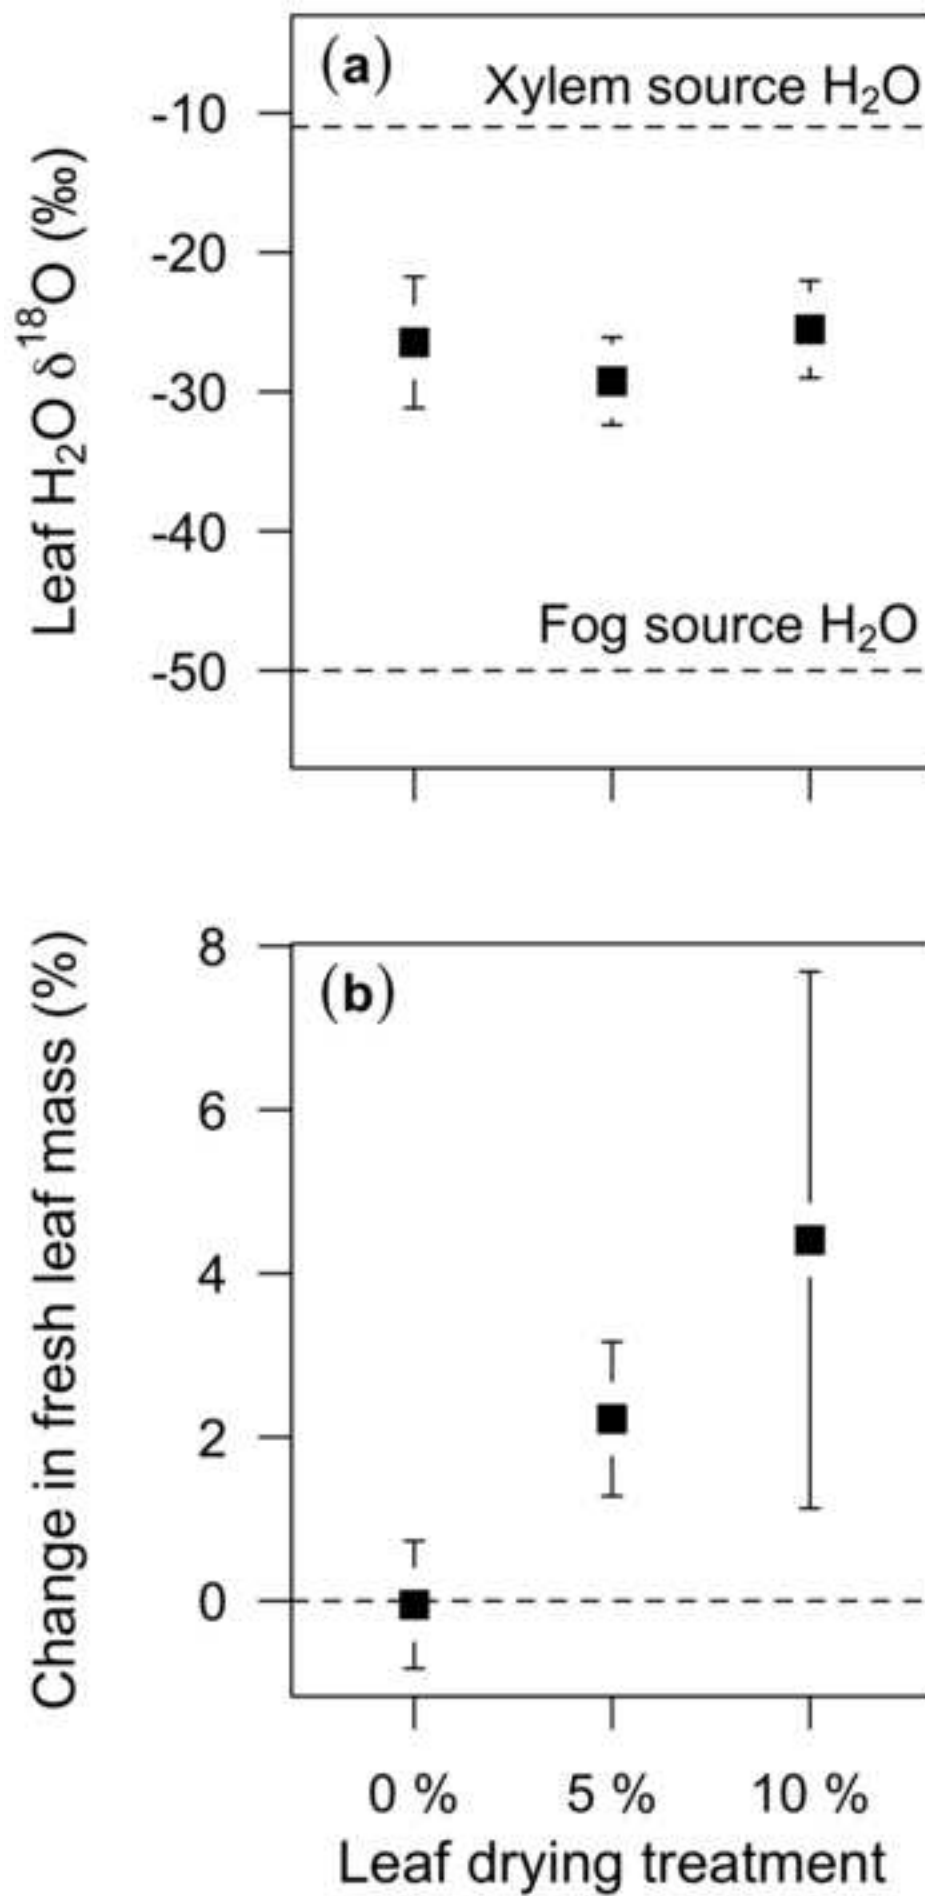 (a)
Xylem source H₂O
-10
-20
-30
-40
-50
Leaf H₂O δ¹⁸O (‰)
Fog source H₂O
(b)
8
6
4
2
0
Change in fresh leaf mass (%)
0 % 5 % 10 %
Leaf drying treatment